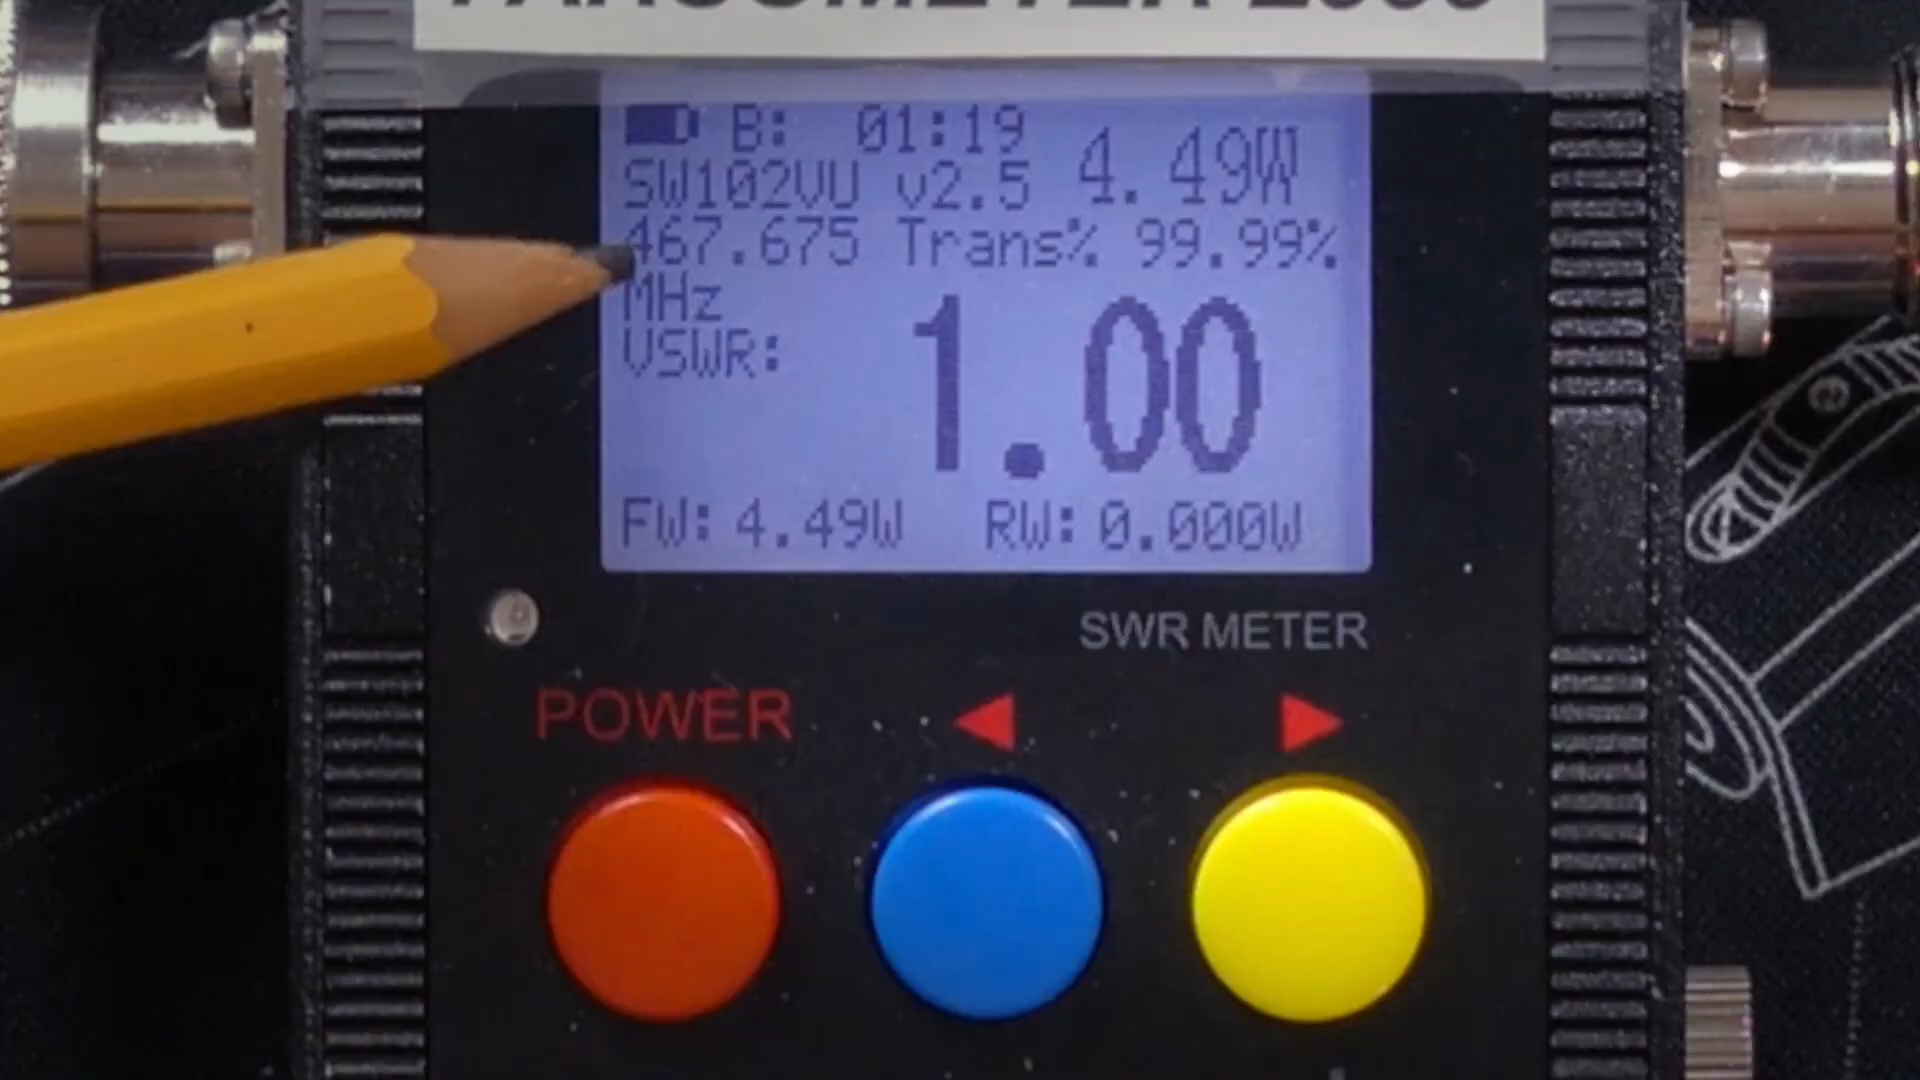 B: 01:19
4.49W
SW102VU v2.5
467.675 Trans% 99.99%
MHz
VSWR: 1.00
FW: 4.49W RW: 0.000W
SWR METER
POWER